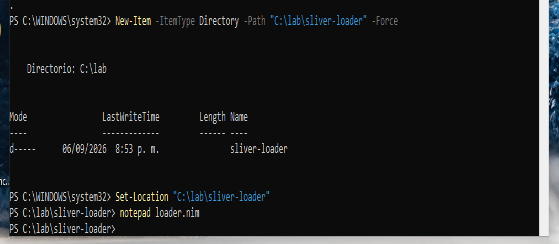 PS C:\WINDOWS\system32> New-Item -ItemType Directory -Path "C:\lab\sliver-loader" -Force
Directorio: C:\lab
Mode LastWriteTime Length Name
---- ------------- ------ ----
d----- 06/09/2026 8:53 p. m. sliver-loader
PS C:\WINDOWS\system32> Set-Location "C:\lab\sliver-loader"
PS C:\lab\sliver-loader> notepad loader.nim
PS C:\lab\sliver-loader>